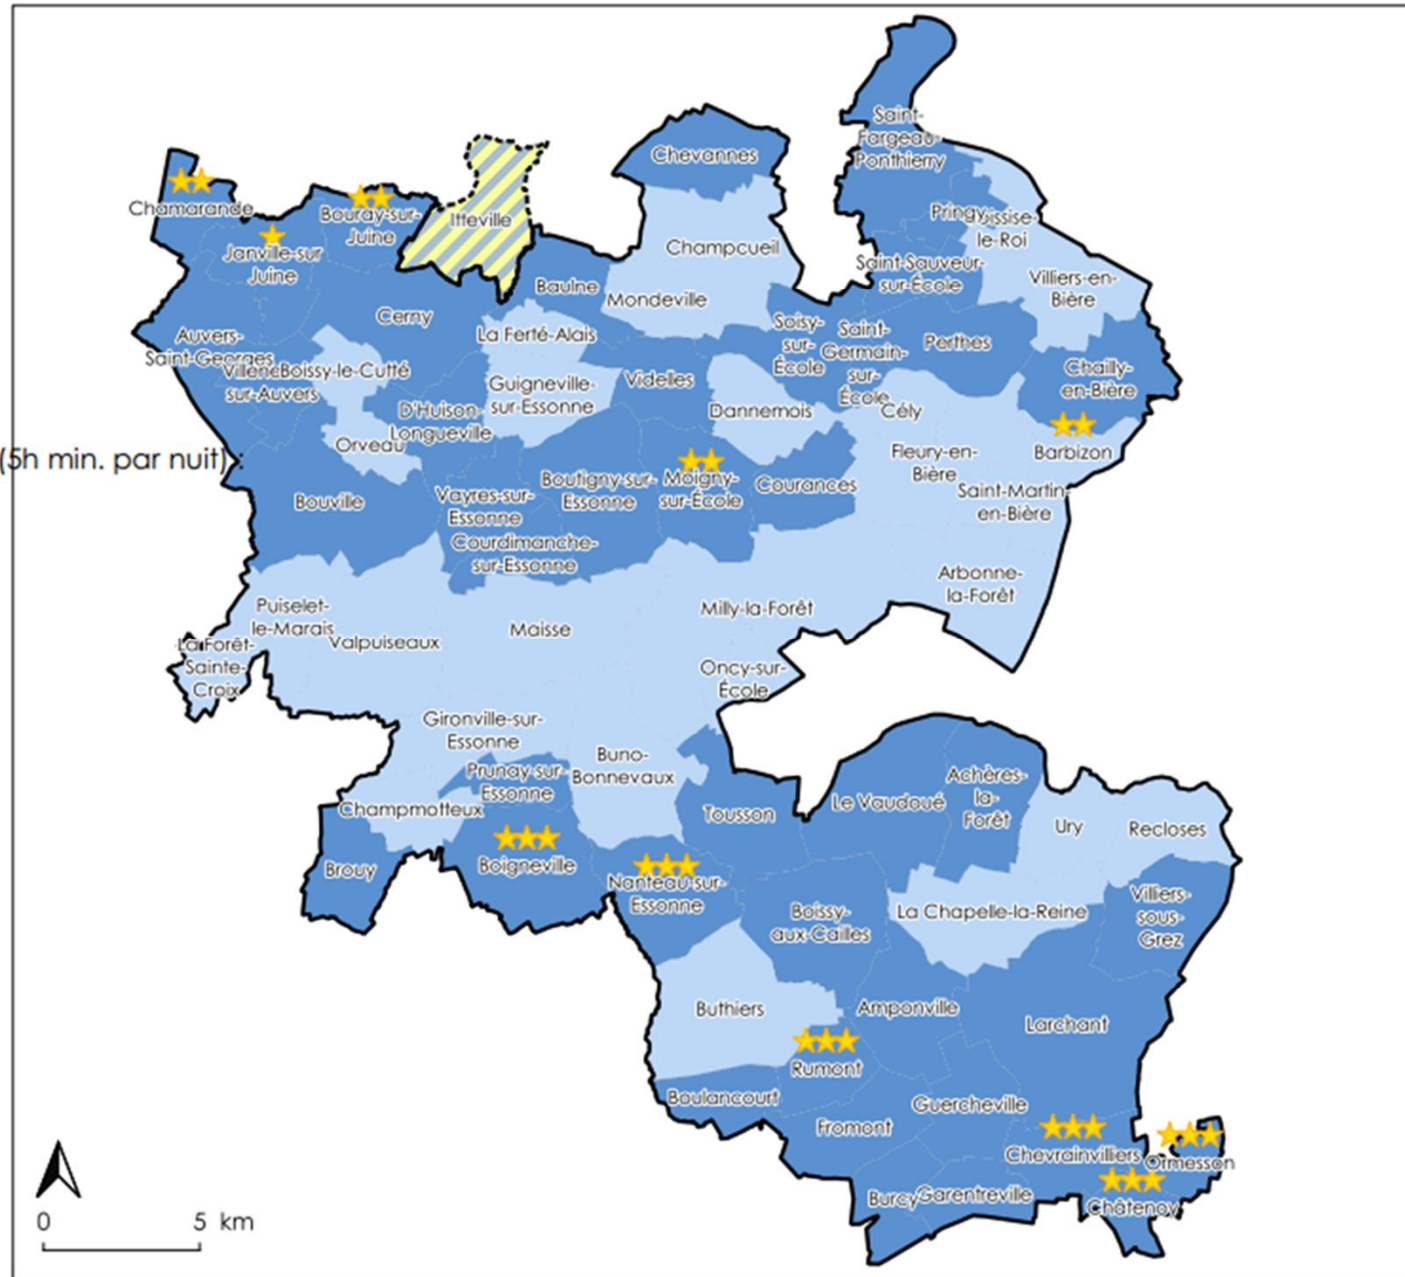 Saint-
Fargeau-
Ponthierry
Chevannes
Chamarande
Bouray-sur-
Juine
Itteville
Pringy
Boissise-
le-Roi
Janville-sur
Juine
Champcueil
Saint-Sauveur-
sur-École
Villiers-en-
Bière
Baulne
Mondeville
Cerny
La Ferté-Alais
Soisy-
sur-
École
Saint-
Germain-
sur-
École
Perthes
Auvers-
Saint-Georges
Villeneuve-
sur-Auvers
Boissy-le-Cutté
Videlles
Chailly-
en-Bière
Guigneville-
sur-Essonne
D'Huison-
Longueville
Dannemois
Cély
Orveau
(5h min. par nuit) :
Fleury-en-
Bière
Barbizon
Bouville
Vayres-sur-
Essonne
Boutigny-sur-
Essonne
Moigny-
sur-École
Courances
Saint-Martin-
en-Bière
Courdimanche-
sur-Essonne
Arbonne-
la-Forêt
Puiselet-
le-Marais
Valpuiseaux
Maisse
Milly-la-Forêt
La Forêt-
Sainte-
Croix
Oncy-sur-
École
Gironville-sur-
Essonne
Buno-
Bonnevaux
Prunay-sur-
Essonne
Champmotteux
Tousson
Le Vaudoué
Achères-
la-
Forêt
Ury
Recloses
Brouy
Boigneville
Nanteau-sur-
Essonne
Boissy-
aux-Cailles
La Chapelle-la-Reine
Villiers-
sous-
Grez
Buthiers
Amponville
Larchant
Rumont
Boulancourt
Fromont
Guercheville
Chevrainvilliers
Ormesson
Burcy
Garentreville
Châtenoy
0 5 km